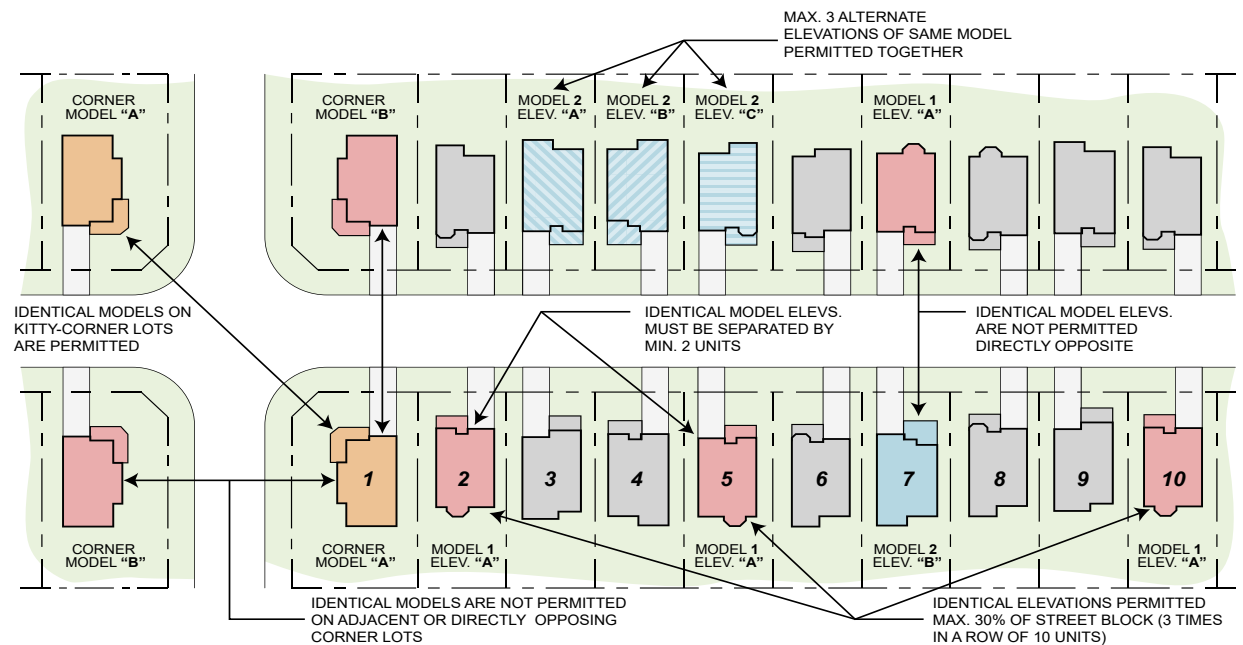 MAX. 3 ALTERNATE
ELEVATIONS OF SAME MODEL
PERMITTED TOGETHER
CORNER
MODEL “A”
CORNER
MODEL “B”
MODEL 2
ELEV. “A”
MODEL 2
ELEV. “B”
MODEL 2
ELEV. “C”
MODEL 1
ELEV. “A”
IDENTICAL MODELS ON
KITTY-CORNER LOTS
ARE PERMITTED
IDENTICAL MODEL ELEVS.
MUST BE SEPARATED BY
MIN. 2 UNITS
IDENTICAL MODEL ELEVS.
ARE NOT PERMITTED
DIRECTLY OPPOSITE
1
2
3
4
5
6
7
8
9
10
CORNER
MODEL “B”
CORNER
MODEL “A”
MODEL 1
ELEV. “A”
MODEL 1
ELEV. “A”
MODEL 2
ELEV. “B”
MODEL 1
ELEV. “A”
IDENTICAL MODELS ARE NOT PERMITTED
ON ADJACENT OR DIRECTLY OPPOSING
CORNER LOTS
IDENTICAL ELEVATIONS PERMITTED
MAX. 30% OF STREET BLOCK (3 TIMES
IN A ROW OF 10 UNITS)